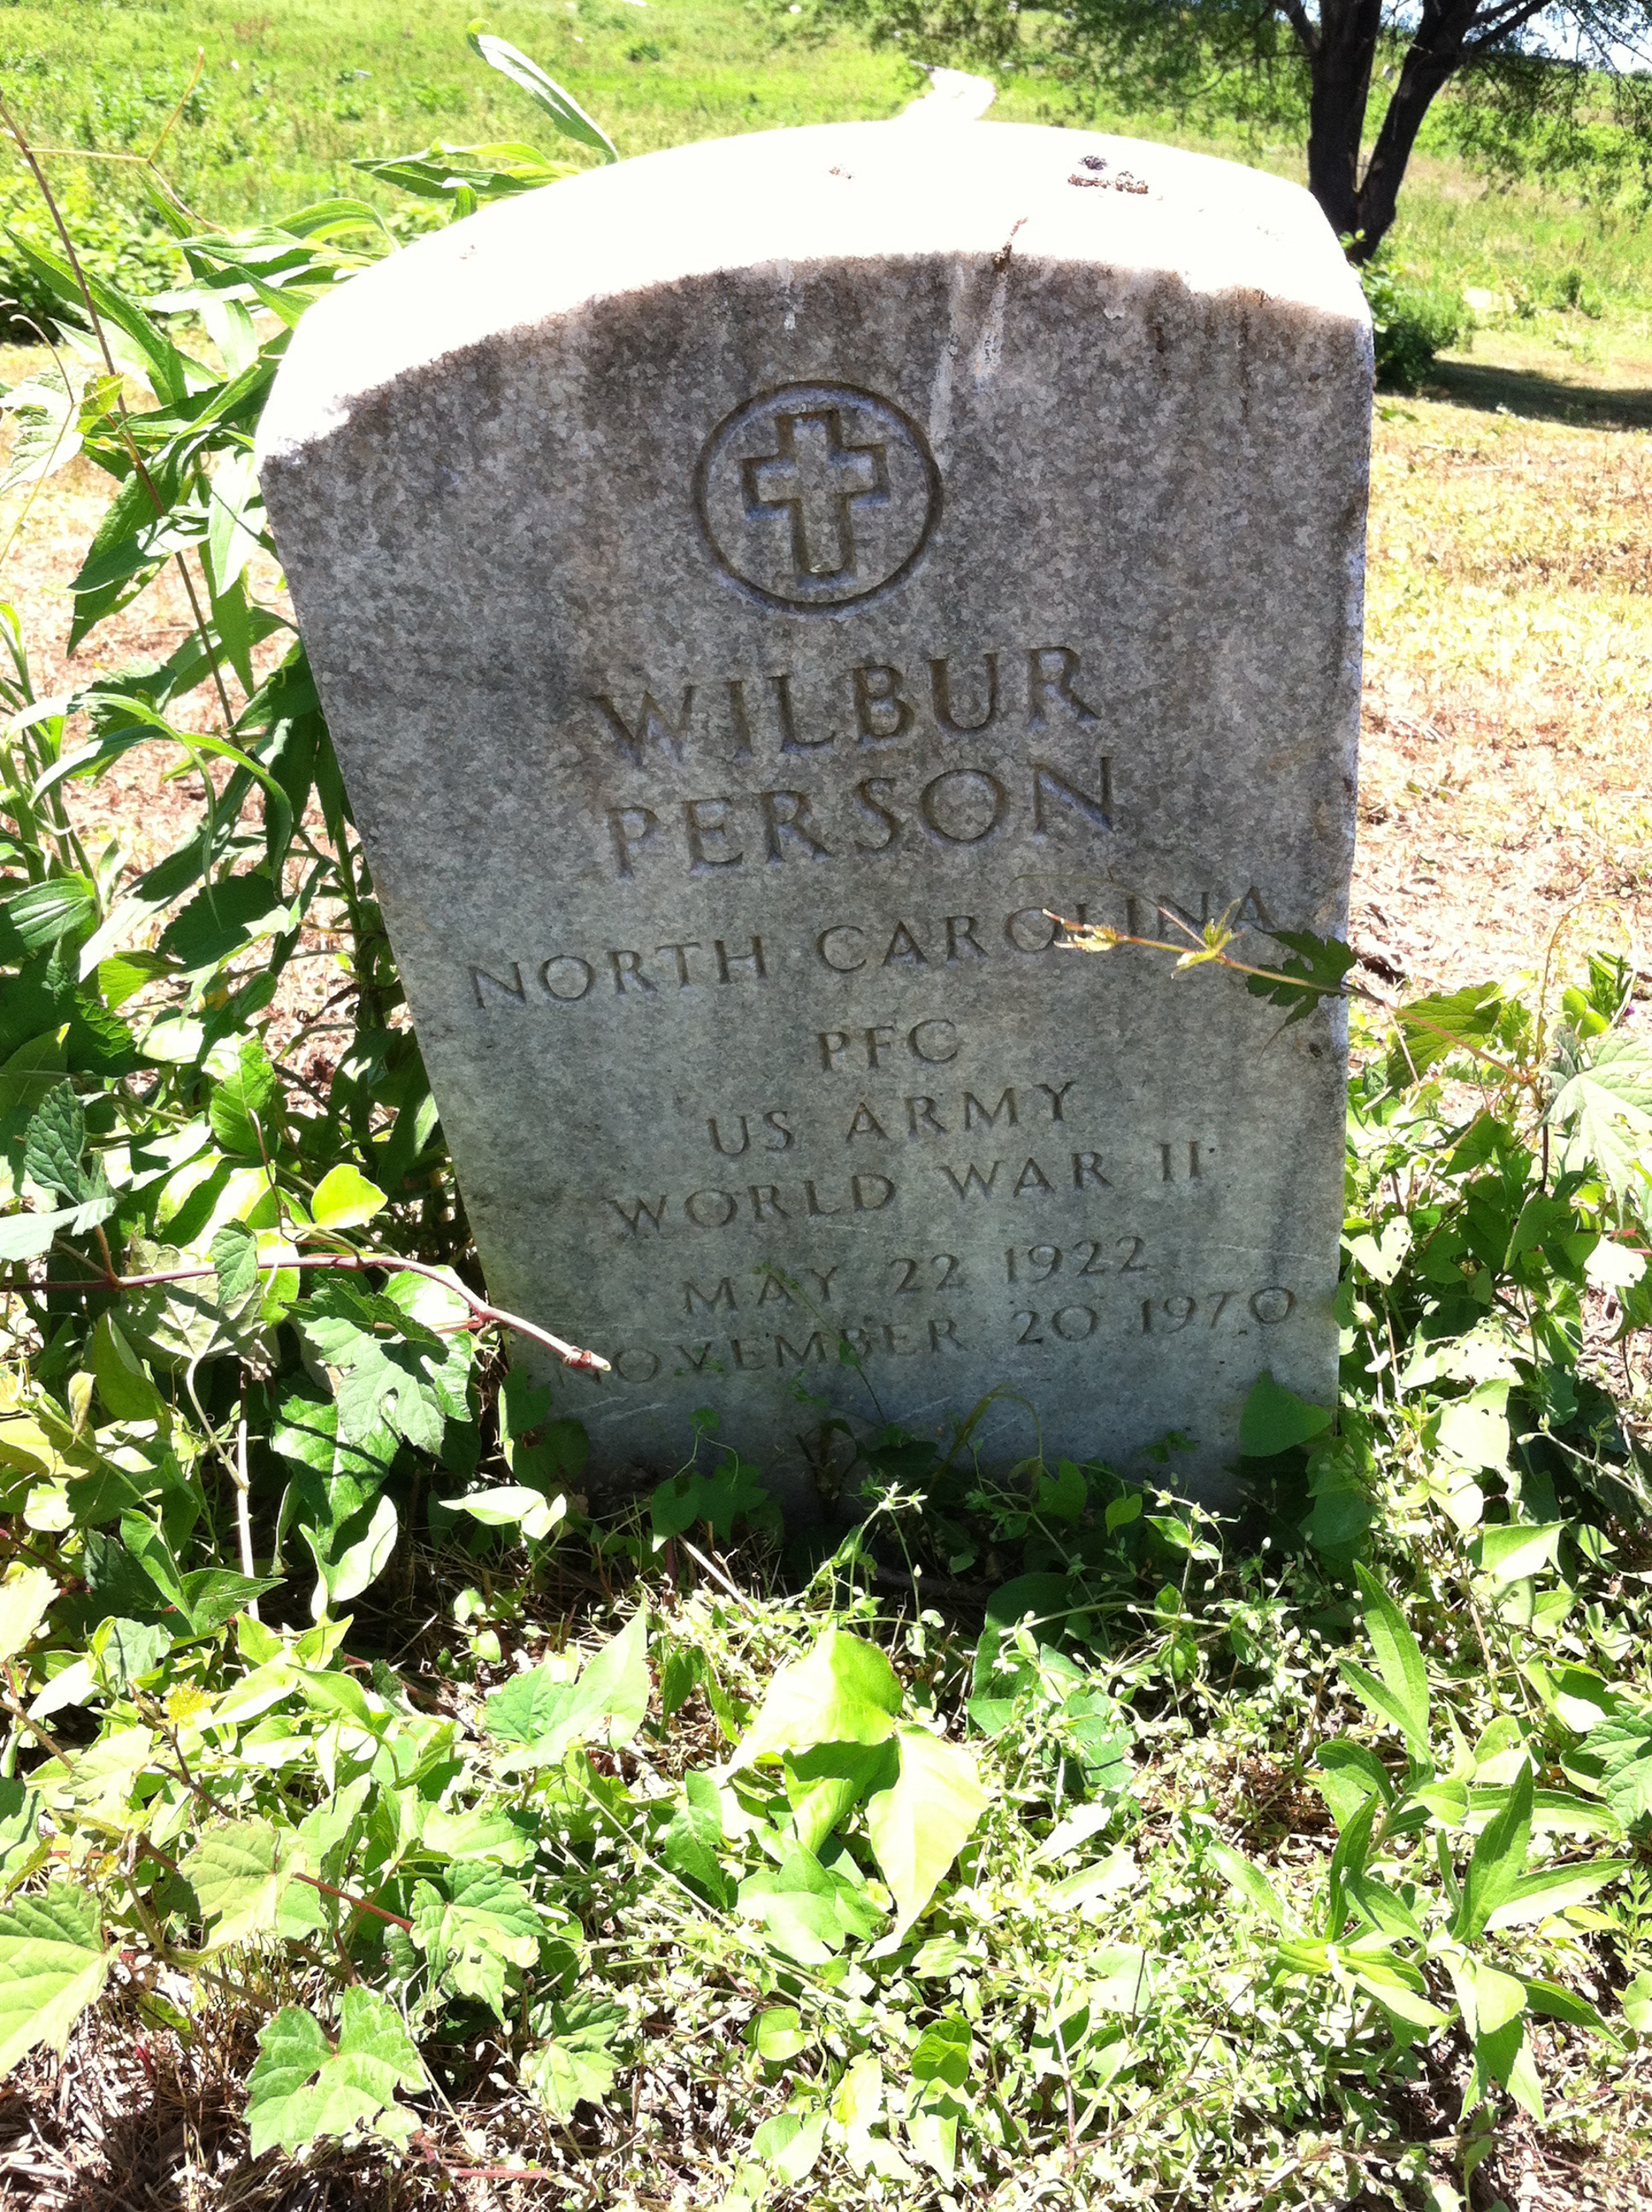 WILBUR
PERSON
NORTH CAROLINA
PFC
US ARMY
WORLD WAR II
MAY 22 1922
NOVEMBER 20 1970